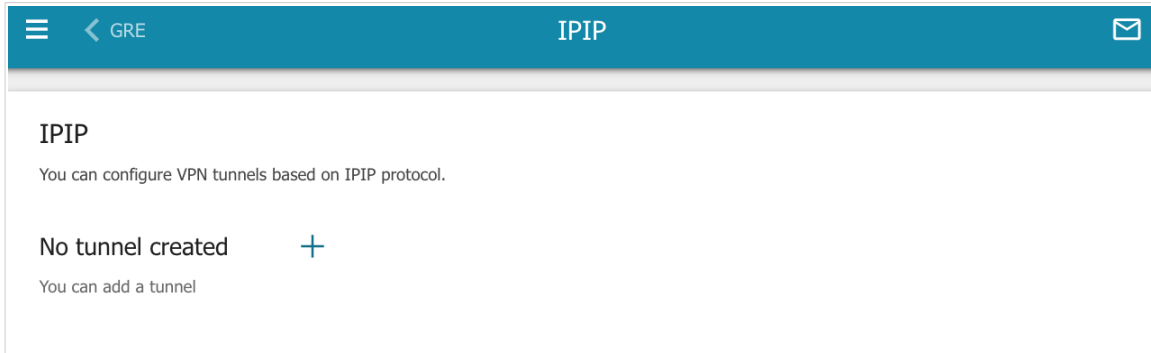 GRE
IPIP
IPIP
You can configure VPN tunnels based on IPIP protocol.
No tunnel created
You can add a tunnel